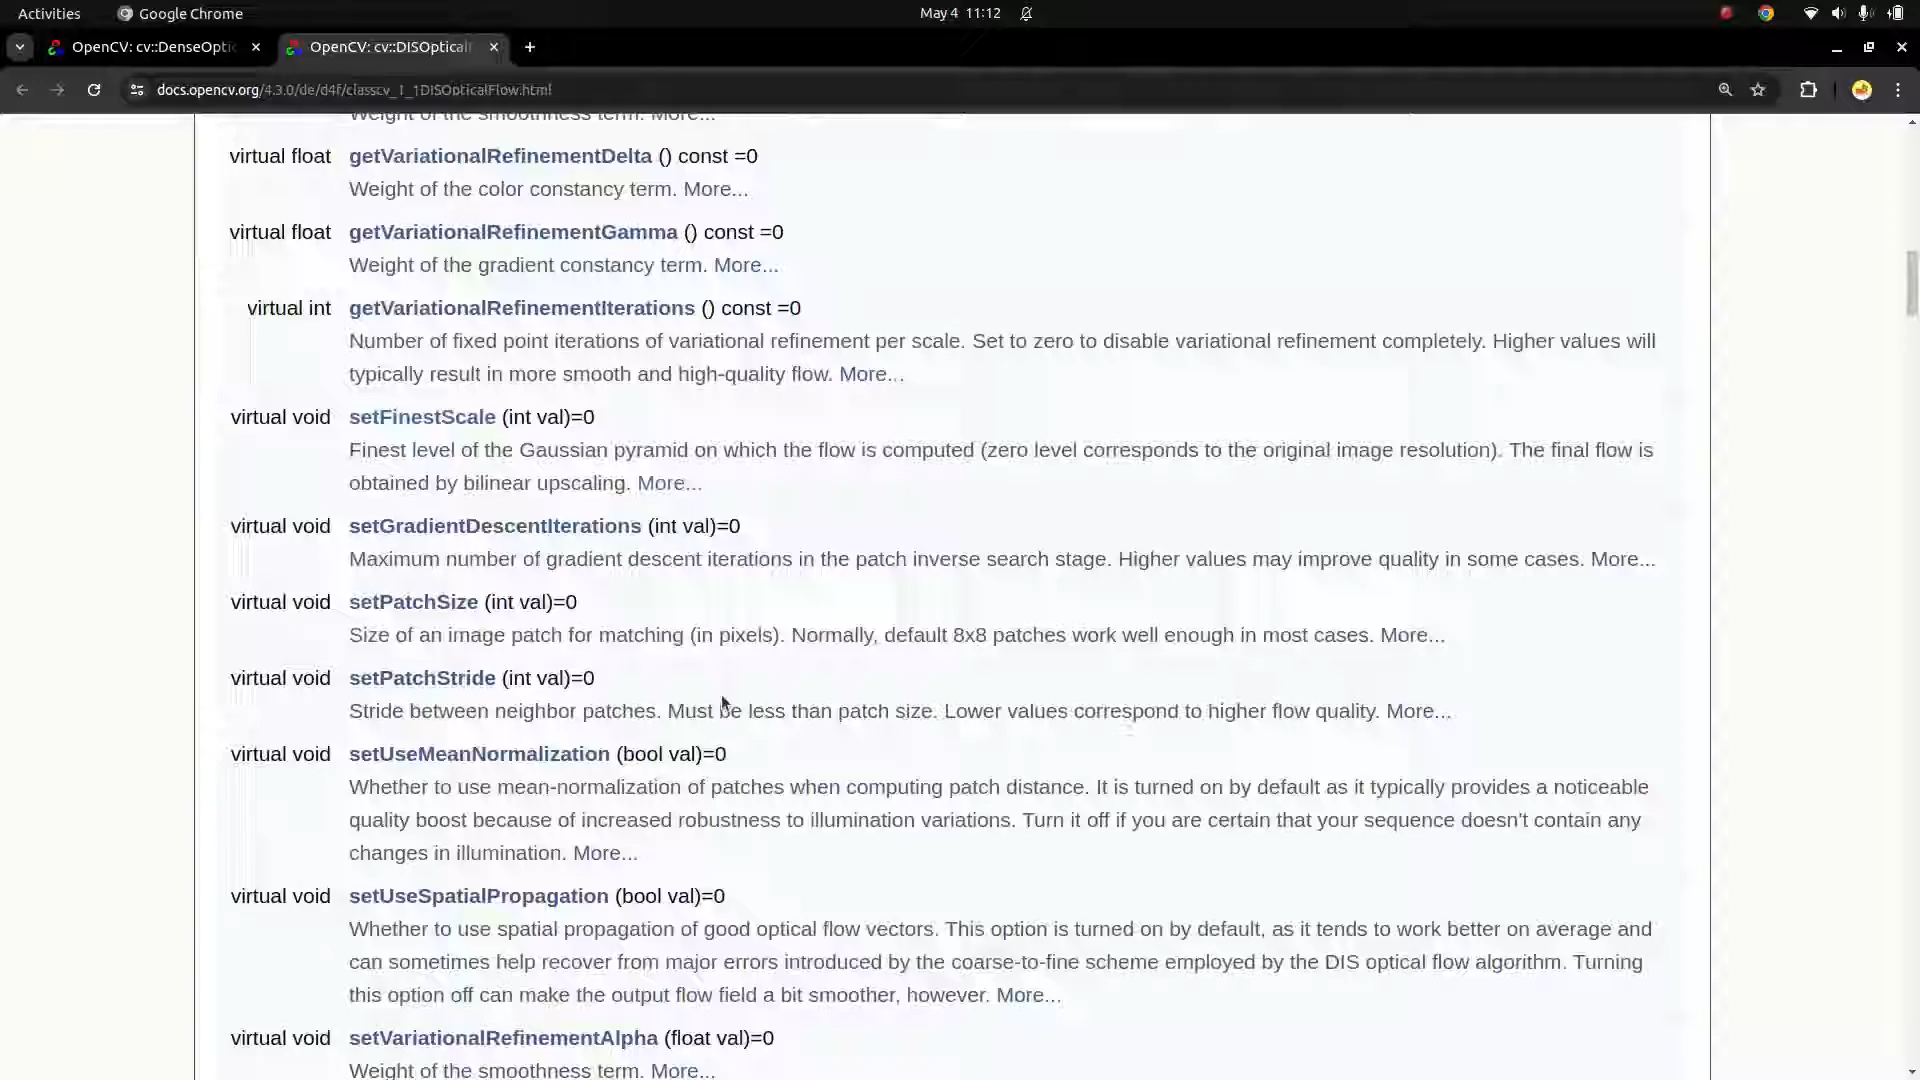 Activities Google Chrome May 4 11:12
OpenCV: cv::DenseOptic OpenCV: cv::DISOptical
docs.opencv.org/4.3.0/de/d4f/classcv_1_1DISOpticalFlow.html
Weight of the smoothness term. More...
virtual float getVariationalRefinementDelta () const =0
Weight of the color constancy term. More...
virtual float getVariationalRefinementGamma () const =0
Weight of the gradient constancy term. More...
virtual int getVariationalRefinementIterations () const =0
Number of fixed point iterations of variational refinement per scale. Set to zero to disable variational refinement completely. Higher values will
typically result in more smooth and high-quality flow. More...
virtual void setFinestScale (int val)=0
Finest level of the Gaussian pyramid on which the flow is computed (zero level corresponds to the original image resolution). The final flow is
obtained by bilinear upscaling. More...
virtual void setGradientDescentIterations (int val)=0
Maximum number of gradient descent iterations in the patch inverse search stage. Higher values may improve quality in some cases. More...
virtual void setPatchSize (int val)=0
Size of an image patch for matching (in pixels). Normally, default 8x8 patches work well enough in most cases. More...
virtual void setPatchStride (int val)=0
Stride between neighbor patches. Must be less than patch size. Lower values correspond to higher flow quality. More...
virtual void setUseMeanNormalization (bool val)=0
Whether to use mean-normalization of patches when computing patch distance. It is turned on by default as it typically provides a noticeable
quality boost because of increased robustness to illumination variations. Turn it off if you are certain that your sequence doesn't contain any
changes in illumination. More...
virtual void setUseSpatialPropagation (bool val)=0
Whether to use spatial propagation of good optical flow vectors. This option is turned on by default, as it tends to work better on average and
can sometimes help recover from major errors introduced by the coarse-to-fine scheme employed by the DIS optical flow algorithm. Turning
this option off can make the output flow field a bit smoother, however. More...
virtual void setVariationalRefinementAlpha (float val)=0
Weight of the smoothness term. More...